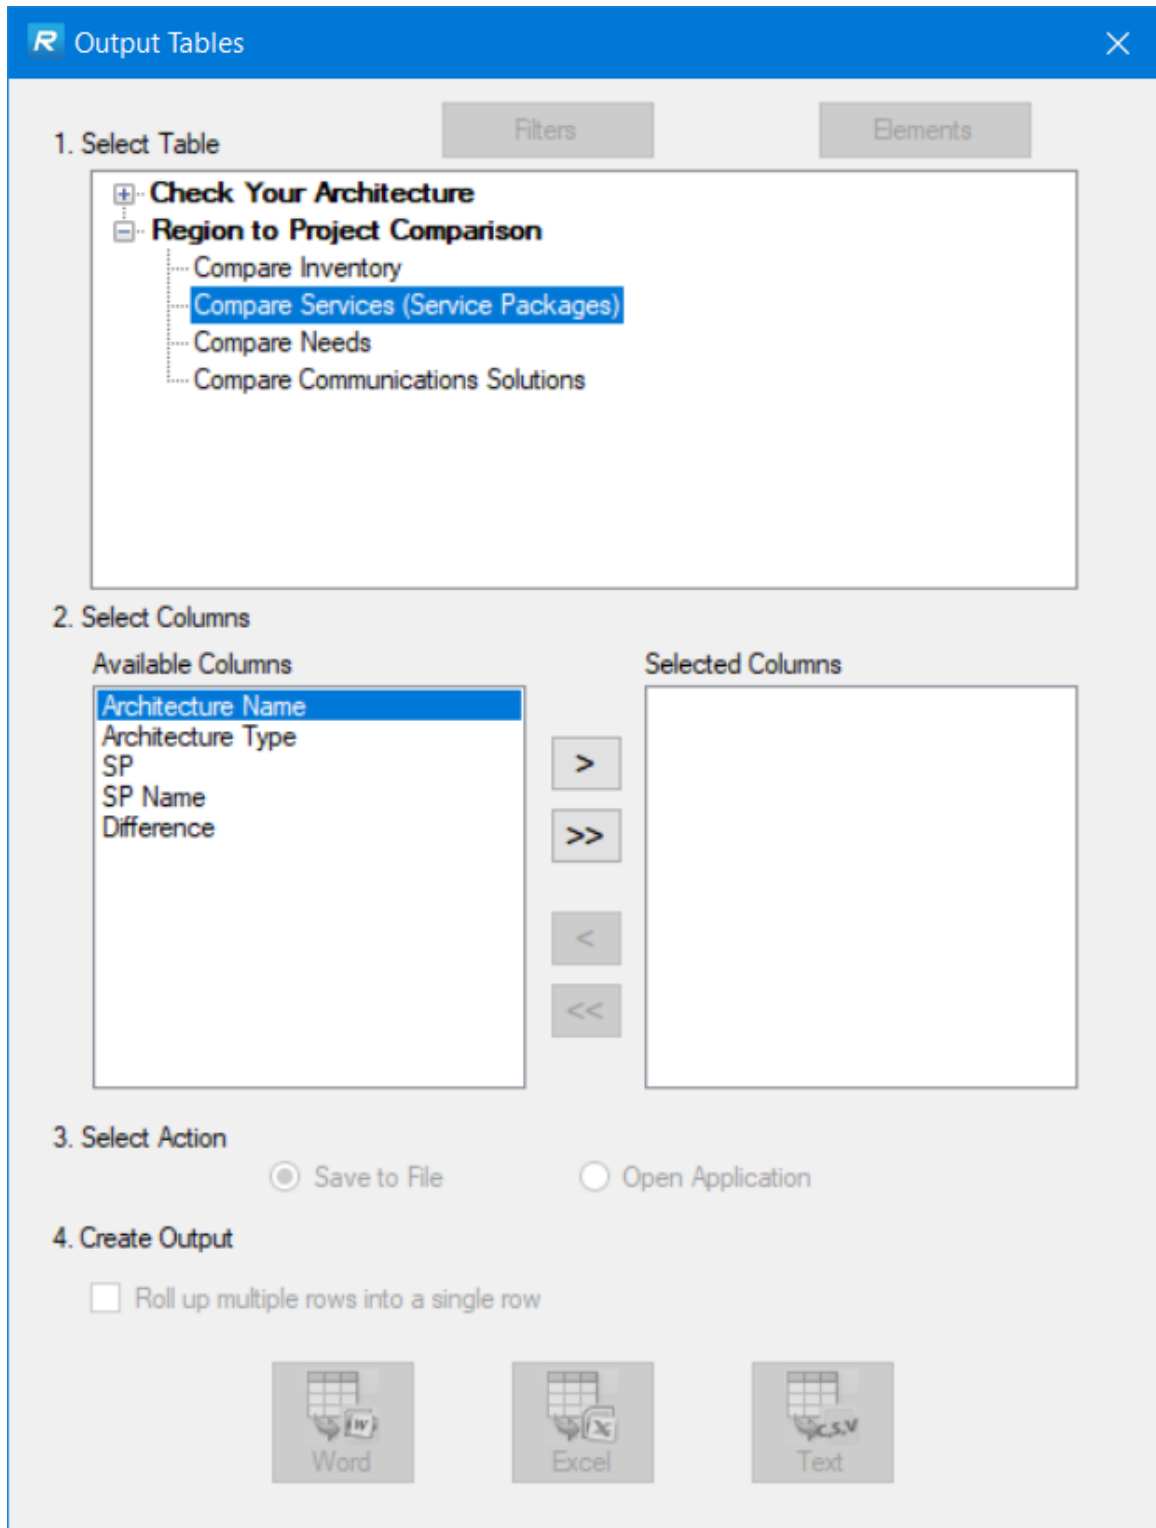 R Output Tables
Filters
Elements
1. Select Table
Check Your Architecture
Region to Project Comparison
Compare Inventory
Compare Services (Service Packages)
Compare Needs
Compare Communications Solutions
2. Select Columns
Available Columns
Selected Columns
Architecture Name
Architecture Type
SP
SP Name
Difference
>
>>
<
<<
3. Select Action
Save to File
Open Application
4. Create Output
Roll up multiple rows into a single row
W
X
C,S,V
Word
Excel
Text